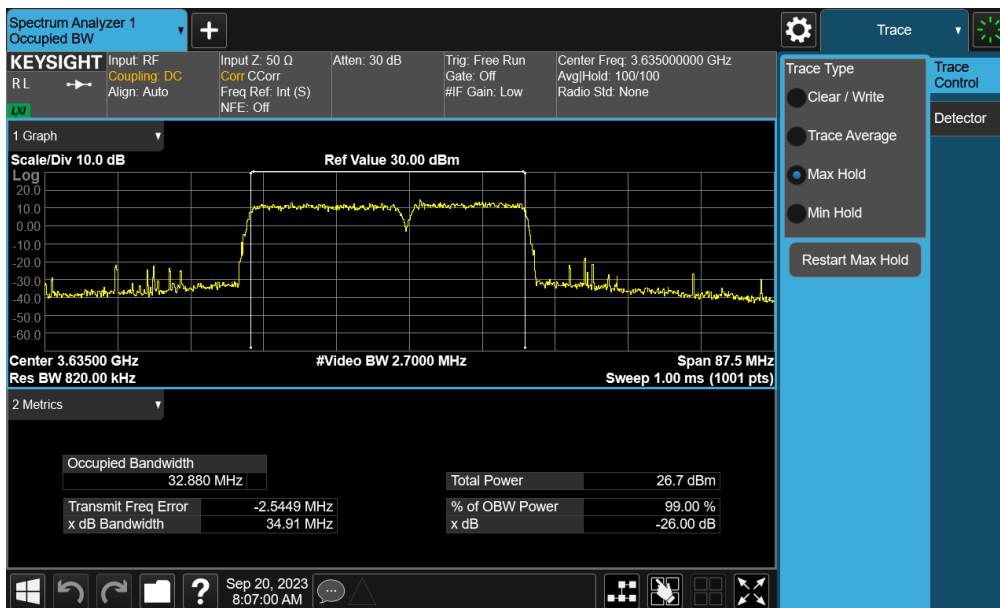 Spectrum Analyzer 1
Occupied BW
+
Trace
KEYSIGHT
R L
LXI
Input: RF
Coupling: DC
Align: Auto
Input Z: 50 Ω
Corr CCorr
Freq Ref: Int (S)
NFE: Off
Atten: 30 dB
Trig: Free Run
Gate: Off
#IF Gain: Low
Center Freq: 3.635000000 GHz
Avg|Hold: 100/100
Radio Std: None
Trace Type
Clear / Write
Trace Average
Max Hold
Min Hold
Restart Max Hold
Trace
Control
Detector
1 Graph
Scale/Div 10.0 dB
Ref Value 30.00 dBm
Log
20.0
10.0
0.00
-10.0
-20.0
-30.0
-40.0
-50.0
-60.0
Center 3.63500 GHz
#Video BW 2.7000 MHz
Span 87.5 MHz
Res BW 820.00 kHz
Sweep 1.00 ms (1001 pts)
2 Metrics
Occupied Bandwidth
32.880 MHz
Total Power 26.7 dBm
Transmit Freq Error -2.5449 MHz
% of OBW Power 99.00 %
x dB Bandwidth 34.91 MHz
x dB -26.00 dB
?
Sep 20, 2023
8:07:00 AM